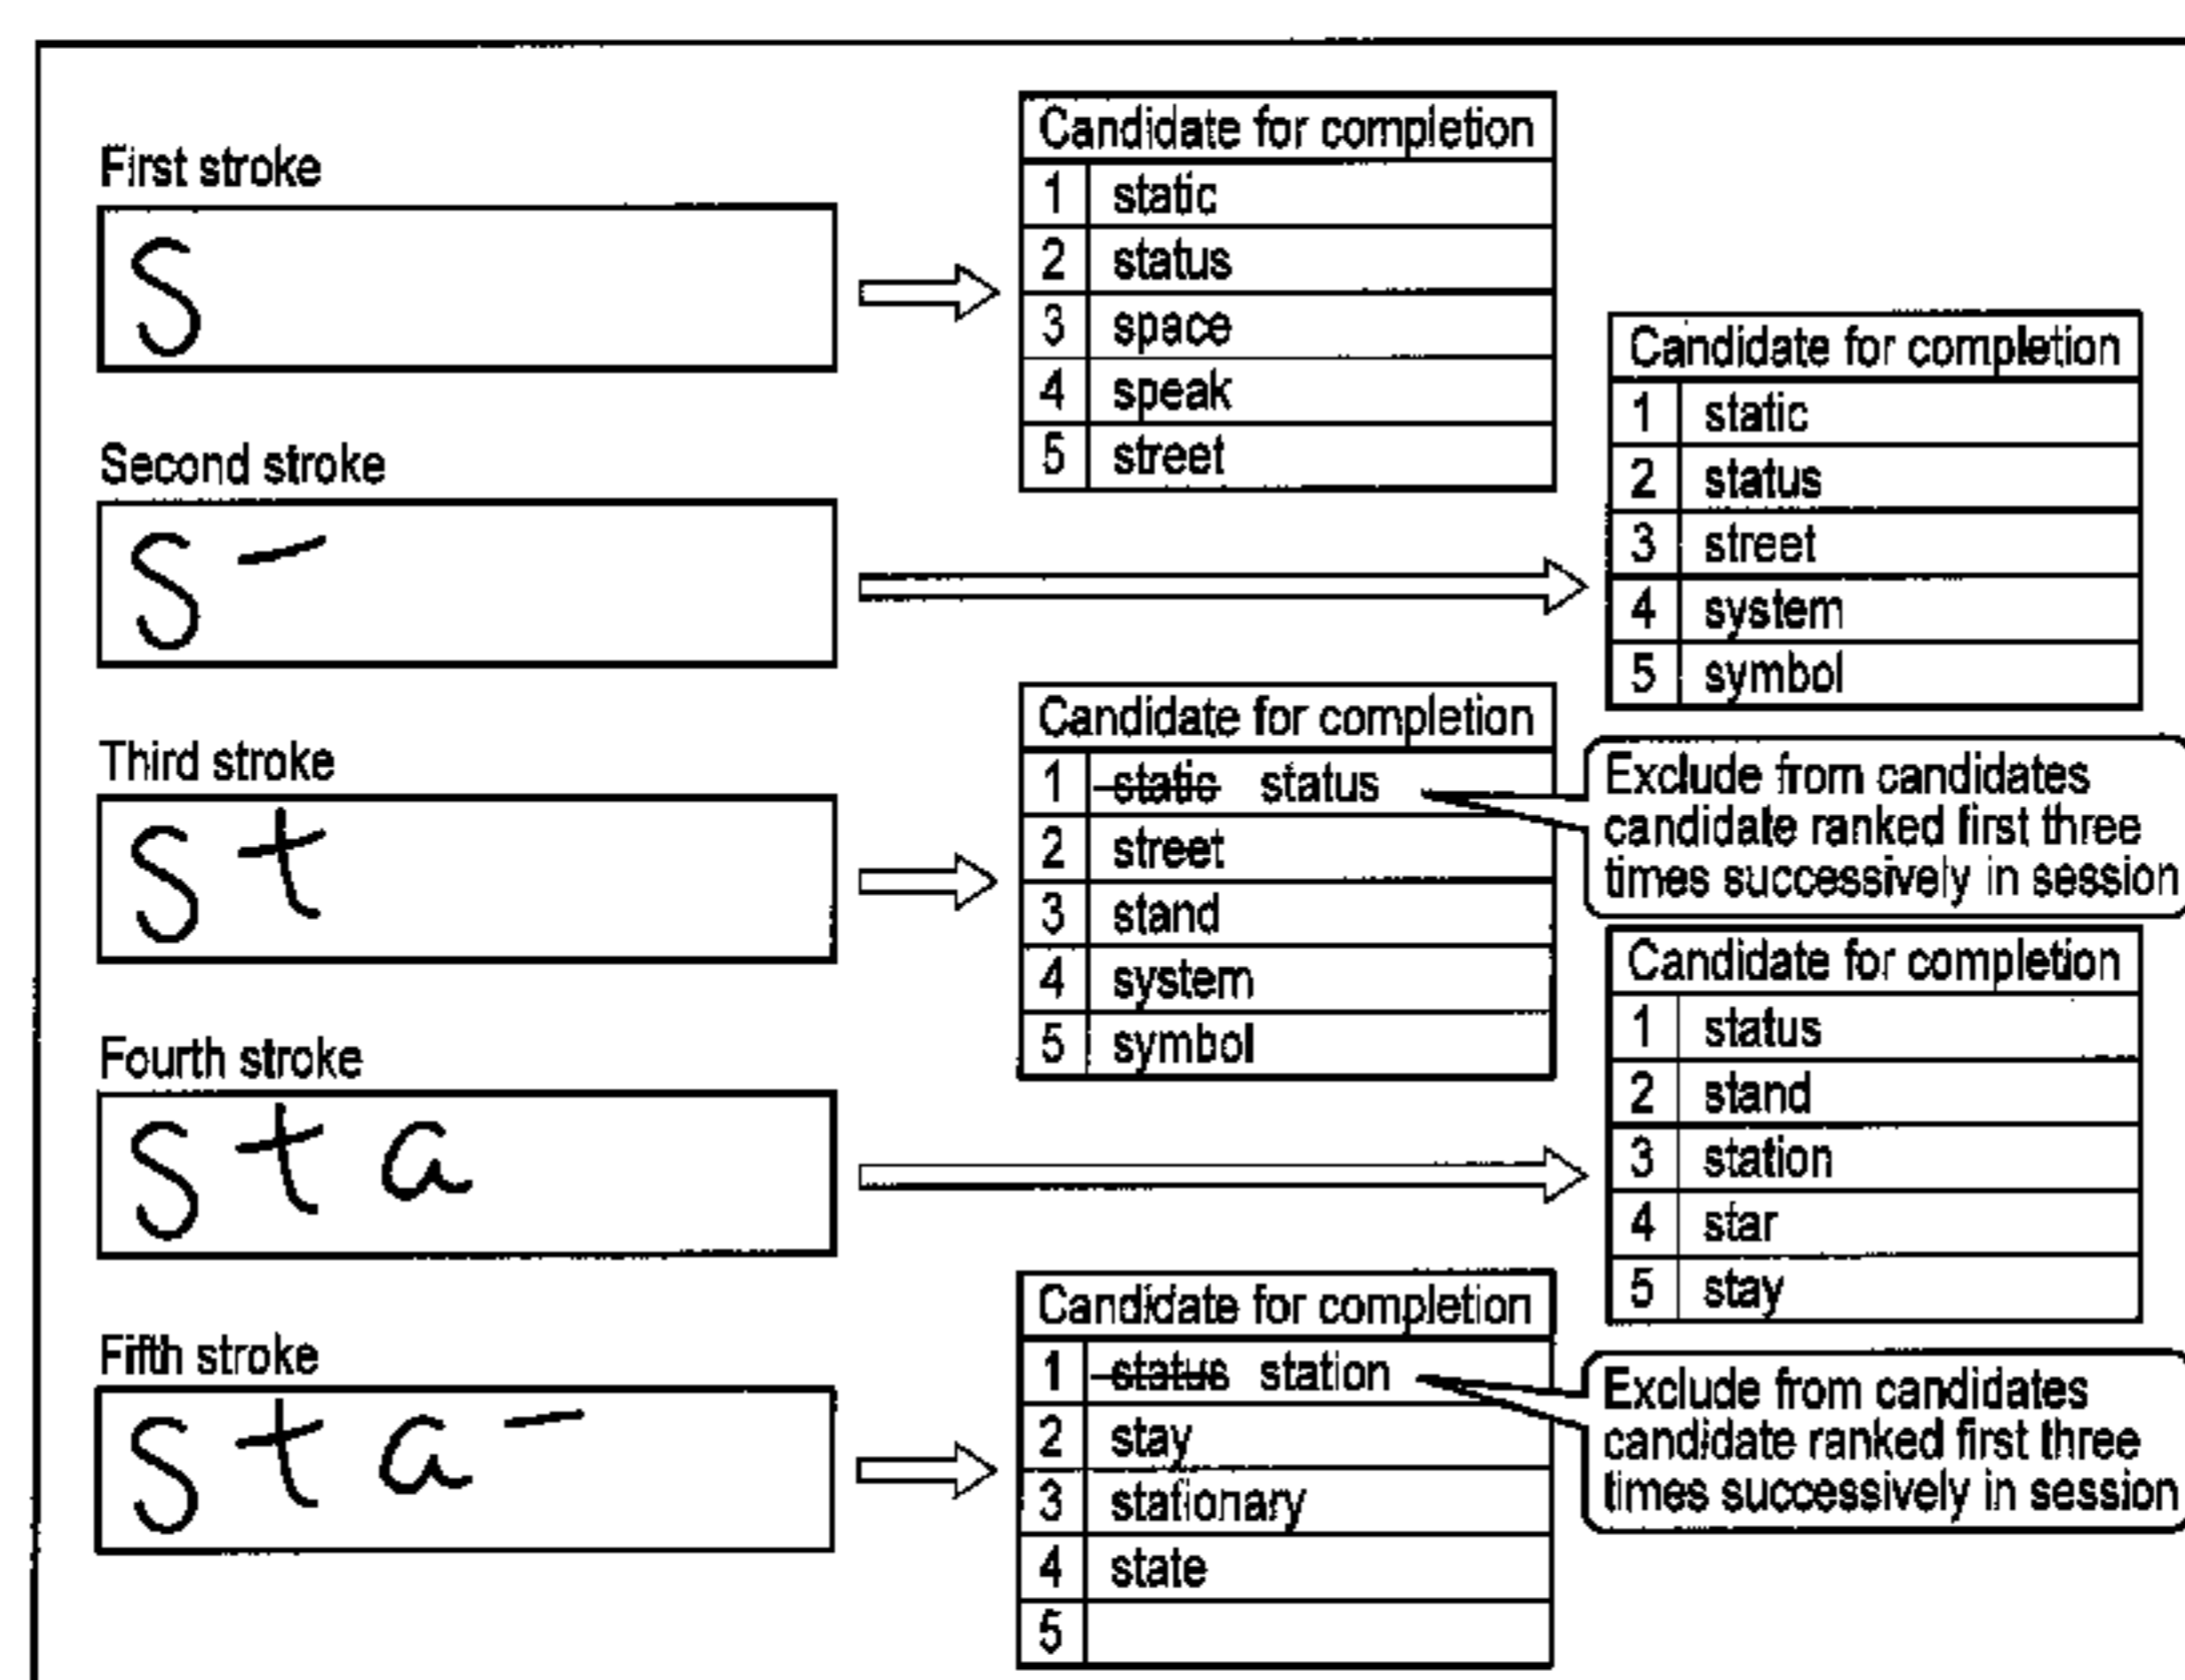 First stroke
S
Candidate for completion
1 static
2 status
3 space
4 speak
5 street
Second stroke
S -
Candidate for completion
1 static
2 status
3 street
4 system
5 symbol
Third stroke
S t
Candidate for completion
1 static status
2 street
3 stand
4 system
5 symbol
Exclude from candidates
candidate ranked first three
times successively in session
Fourth stroke
S t a
Candidate for completion
1 status
2 stand
3 station
4 star
5 stay
Fifth stroke
S t a -
Candidate for completion
1 status station
2 stay
3 stationary
4 state
5
Exclude from candidates
candidate ranked first three
times successively in session